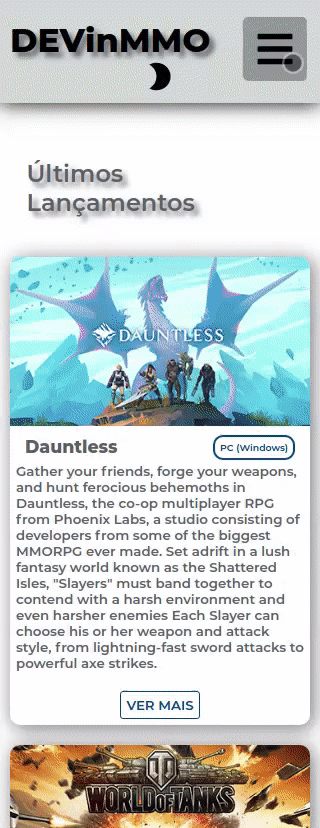 DEVinMMO
Últimos
Lançamentos
DAUNTLESS
Dauntless
PC (Windows)
Gather your friends, forge your weapons,
and hunt ferocious behemoths in
Dauntless, the co-op multiplayer RPG
from Phoenix Labs, a studio consisting of
developers from some of the biggest
MMORPG ever made. Set adrift in a lush
fantasy world known as the Shattered
Isles, "Slayers" must band together to
contend with a harsh environment and
even harsher enemies Each Slayer can
choose his or her weapon and attack
style, from lightning-fast sword attacks to
powerful axe strikes.
VER MAIS
WORLD OF TANKS